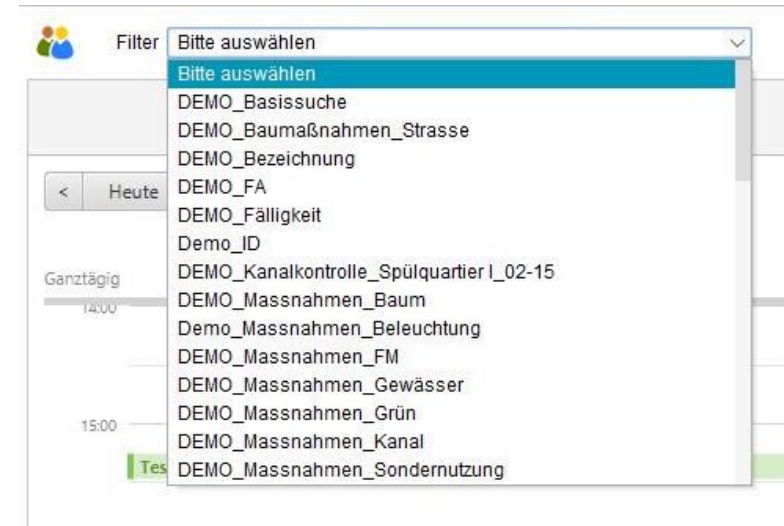 Filter Bitte auswählen
Bitte auswählen
DEMO_Basissuche
DEMO_Baumaßnahmen_Strasse
DEMO_Bezeichnung
< Heute
DEMO_FA
DEMO_Fälligkeit
Demo_ID
DEMO_Kanalkontrolle_Spülquartier I_02-15
Ganztägig
DEMO_Massnahmen_Baum
14:00
Demo_Massnahmen_Beleuchtung
DEMO_Massnahmen_FM
DEMO_Massnahmen_Gewässer
DEMO_Massnahmen_Grün
15:00
DEMO_Massnahmen_Kanal
Tes
DEMO_Massnahmen_Sondernutzung